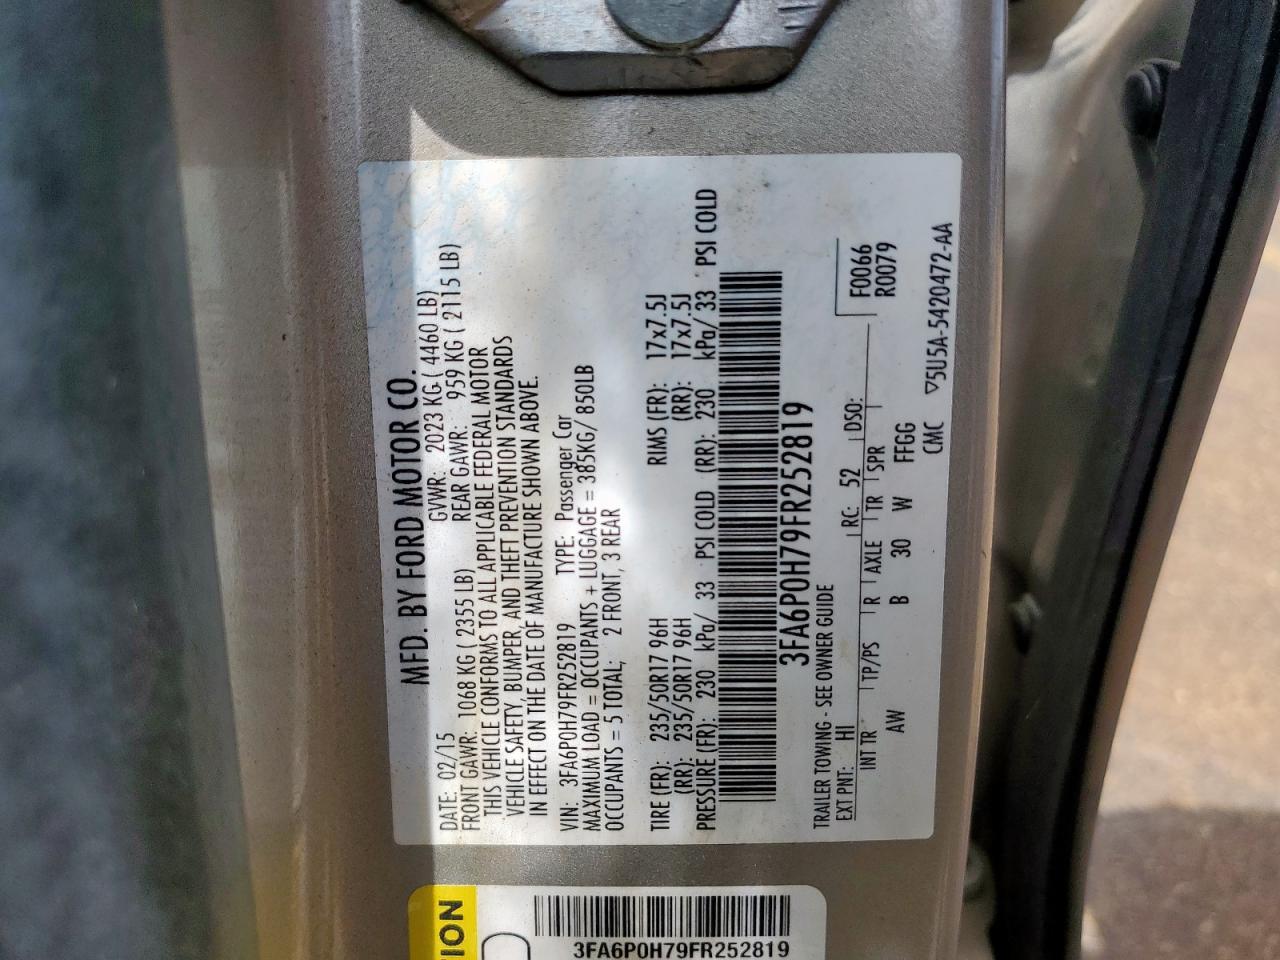 MFD. BY FORD MOTOR CO.
DATE: 02/15 GVWR: 2023 KG ( 4460 LB)
FRONT GAWR: 1068 KG ( 2355 LB) REAR GAWR: 959 KG ( 2115 LB)
THIS VEHICLE CONFORMS TO ALL APPLICABLE FEDERAL MOTOR
VEHICLE SAFETY, BUMPER, AND THEFT PREVENTION STANDARDS
IN EFFECT ON THE DATE OF MANUFACTURE SHOWN ABOVE.
VIN: 3FA6P0H79FR252819 TYPE: Passenger Car
MAXIMUM LOAD = OCCUPANTS + LUGGAGE = 385KG/ 850LB
OCCUPANTS = 5 TOTAL; 2 FRONT, 3 REAR
TIRE (FR): 235/50R17 96H RIMS (FR): 17x7.5J
(RR): 235/50R17 96H (RR): 17x7.5J
PRESSURE (FR): 230 kPa/ 33 PSI COLD (RR): 230 kPa/ 33 PSI COLD
3FA6P0H79FR252819
TRAILER TOWING - SEE OWNER GUIDE
F0066
R0079
EXT PNT: HI RC: 52 DSO:
INT TR TP/PS R AXLE TR SPR
AW B 30 W FFGG
CMC ▽5U5A-5420472-AA
ION
3FA6P0H79FR252819